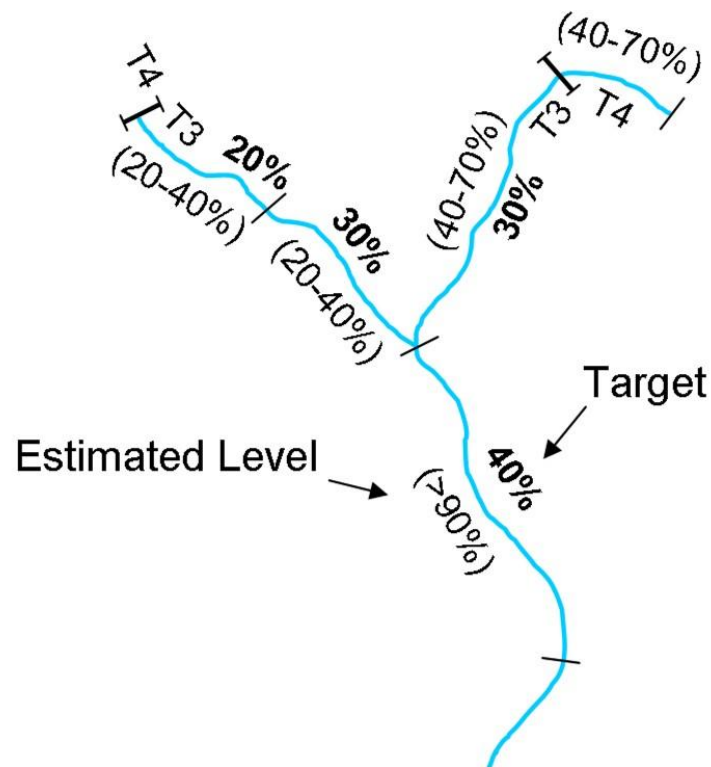 T4
T3
20%
(20-40%)
30%
(20-40%)
(40-70%)
T3
T4
(40-70%)
30%
Target
Estimated Level
40%
(>90%)